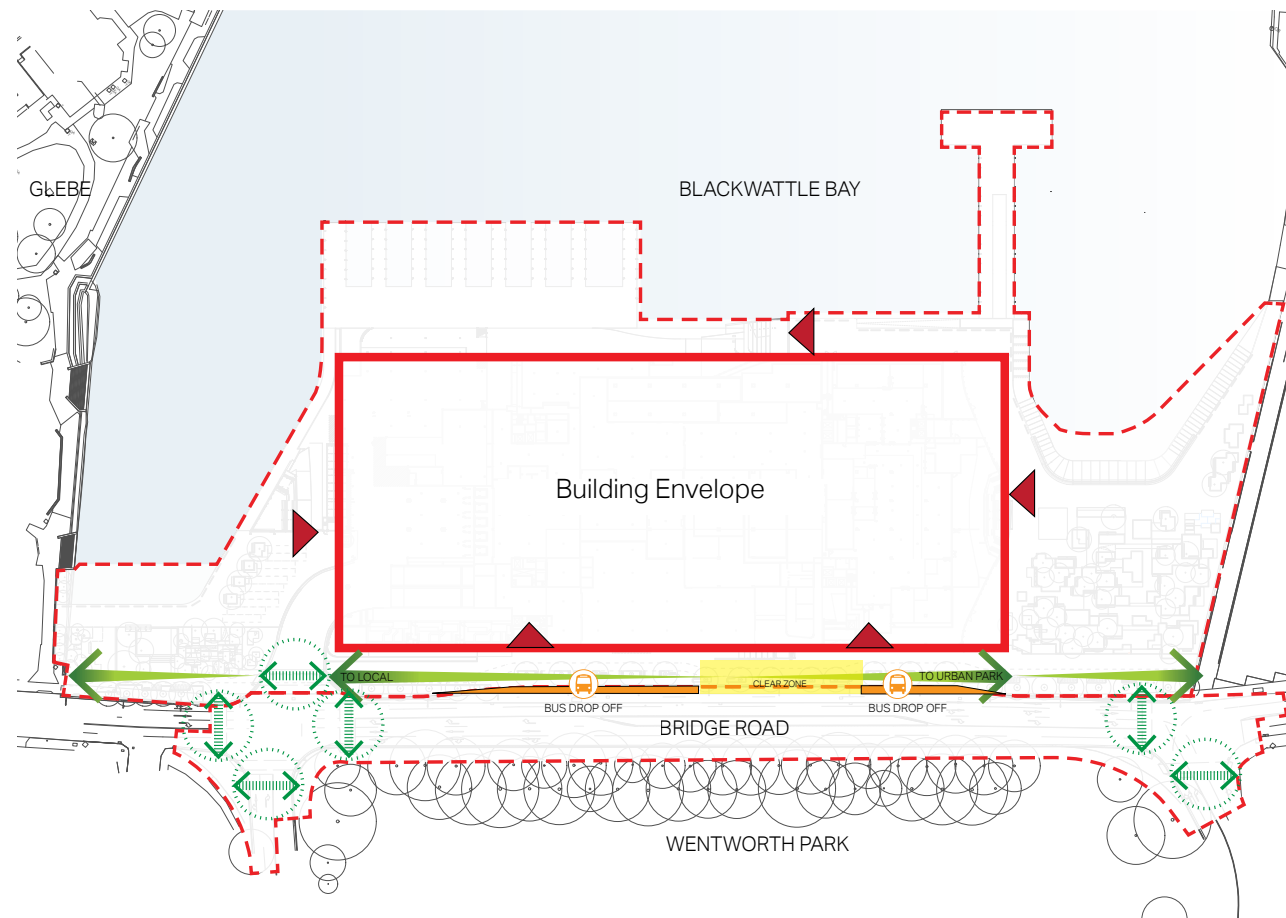 GLEBE
BLACKWATTLE BAY
Building Envelope
TO LOCAL
CLEAR ZONE
TO URBAN PARK
BUS DROP OFF
BUS DROP OFF
BRIDGE ROAD
WENTWORTH PARK